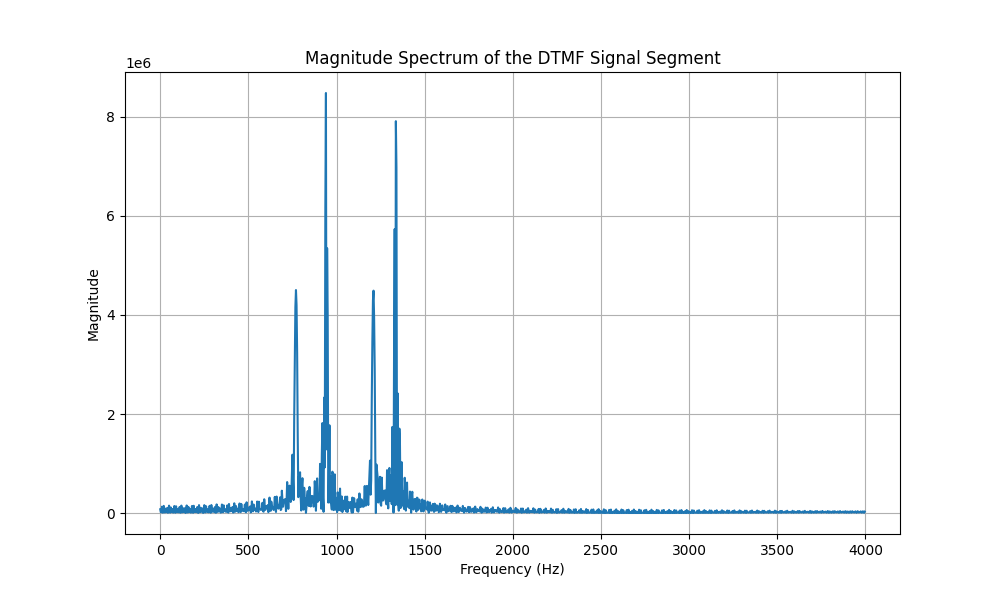 Magnitude Spectrum of the DTMF Signal Segment
1e6
8
6
4
2
0
Magnitude
0 500 1000 1500 2000 2500 3000 3500 4000
Frequency (Hz)